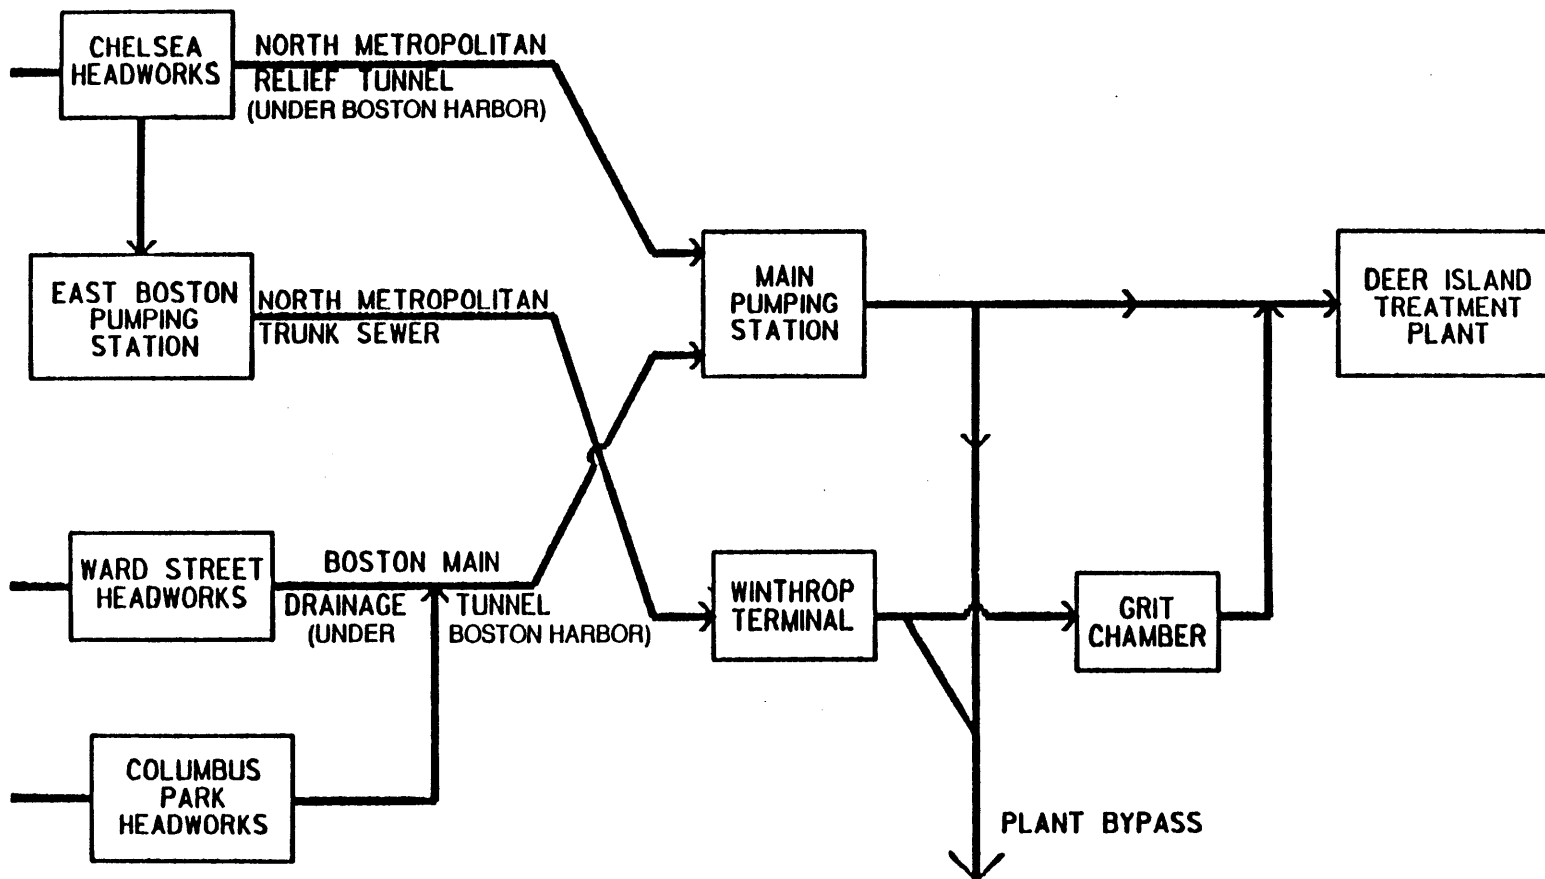 CHELSEA
HEADWORKS
NORTH METROPOLITAN
RELIEF TUNNEL
(UNDER BOSTON HARBOR)
EAST BOSTON
PUMPING
STATION
NORTH METROPOLITAN
TRUNK SEWER
MAIN
PUMPING
STATION
DEER ISLAND
TREATMENT
PLANT
WARD STREET
HEADWORKS
BOSTON MAIN
DRAINAGE TUNNEL
(UNDER BOSTON HARBOR)
WINTHROP
TERMINAL
GRIT
CHAMBER
COLUMBUS
PARK
HEADWORKS
PLANT BYPASS